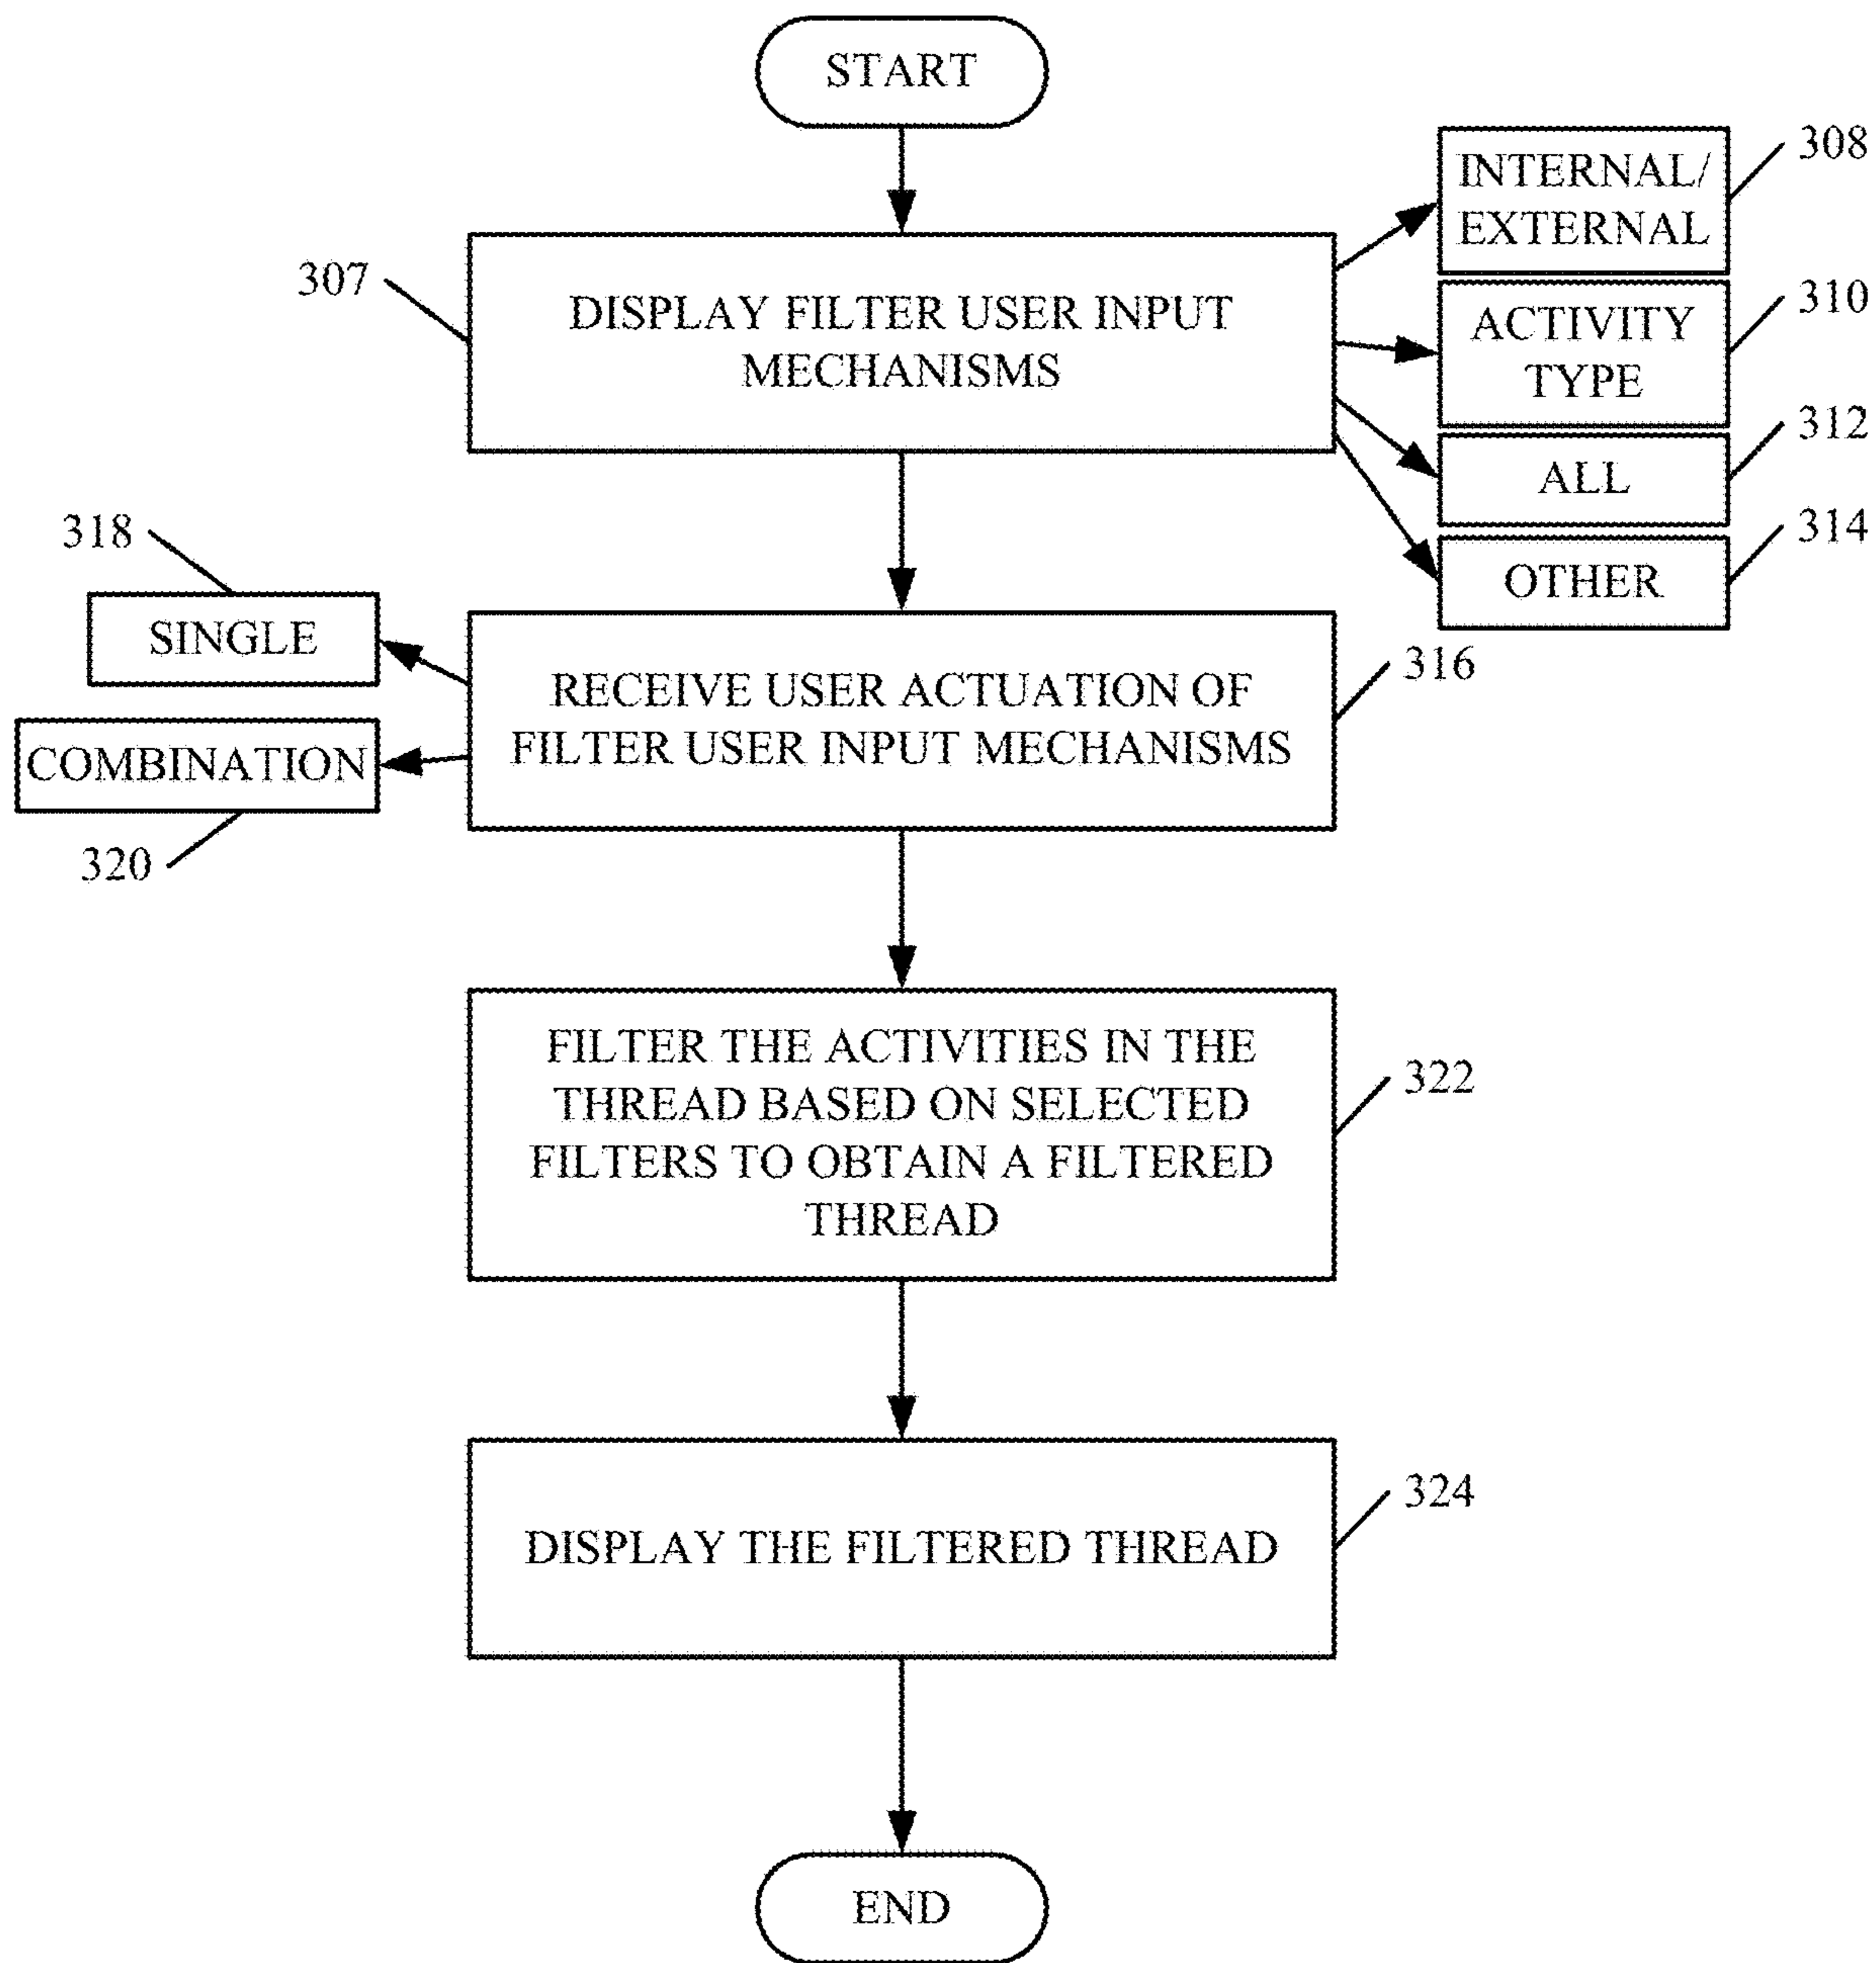 START
INTERNAL/
EXTERNAL
308
307
DISPLAY FILTER USER INPUT
MECHANISMS
ACTIVITY
TYPE
310
ALL
312
OTHER
314
318
SINGLE
RECEIVE USER ACTUATION OF
FILTER USER INPUT MECHANISMS
316
COMBINATION
320
FILTER THE ACTIVITIES IN THE
THREAD BASED ON SELECTED
FILTERS TO OBTAIN A FILTERED
THREAD
322
DISPLAY THE FILTERED THREAD
324
END